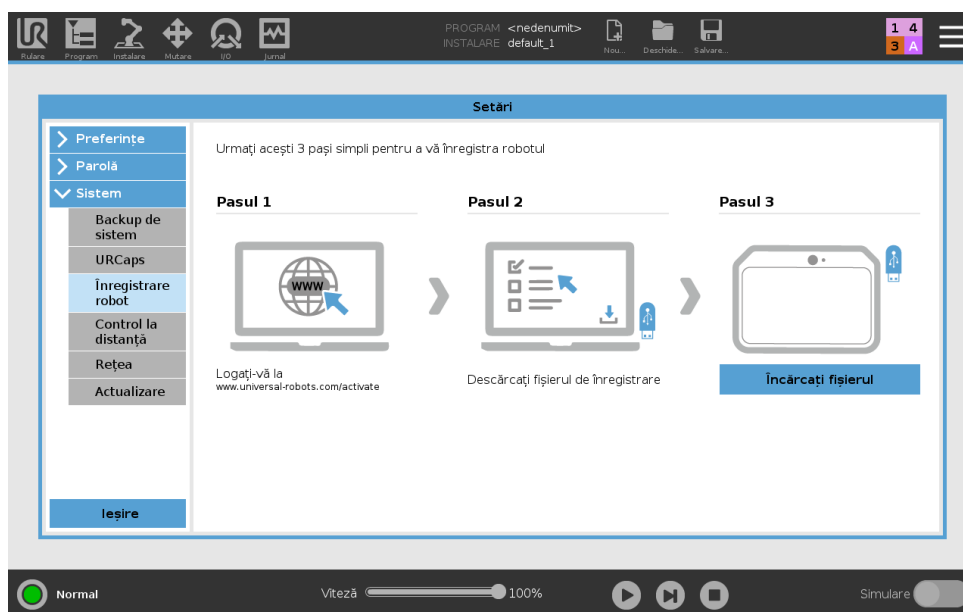 UR
Rulare
Program
Instalare
Mutare
I/O
Jurnal
PROGRAM <nedenumit>
INSTALARE default_1
Nou...
Deschide...
Salvare...
1 4
3 A
Setări
Preferințe
Parolă
Sistem
Backup de
sistem
URCaps
Înregistrare
robot
Control la
distanță
Rețea
Actualizare
Ieșire
Urmați acești 3 pași simpli pentru a vă înregistra robotul
Pasul 1
www
Logați-vă la
www.universal-robots.com/activate
Pasul 2
Descărcați fișierul de înregistrare
Pasul 3
Încărcați fișierul
Normal
Viteză
100%
Simulare